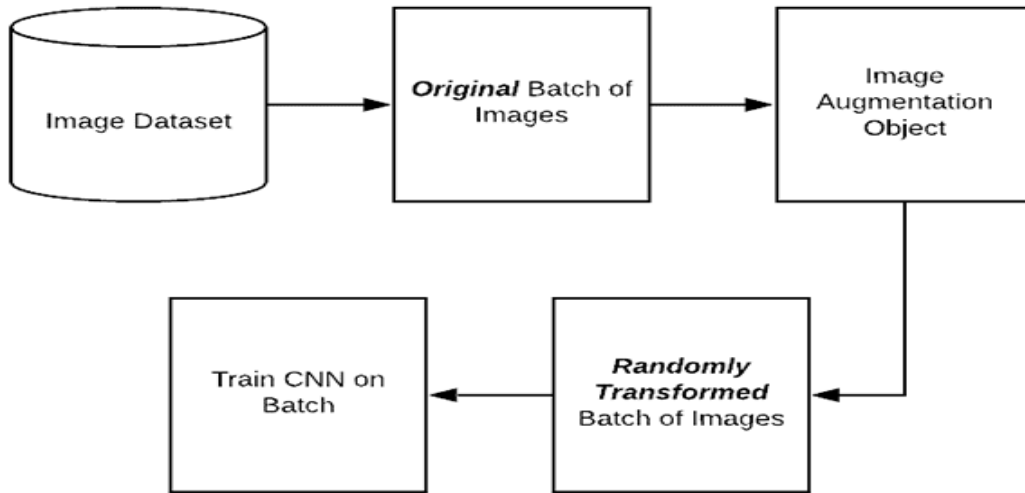 Image Dataset
Original Batch of
Images
Image
Augmentation
Object
Randomly
Transformed
Batch of Images
Train CNN on
Batch